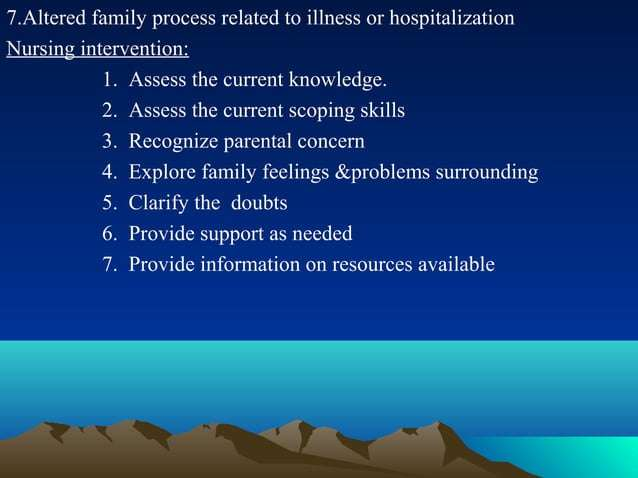 7.Altered family process related to illness or hospitalization
Nursing intervention:
1. Assess the current knowledge.
2. Assess the current scoping skills
3. Recognize parental concern
4. Explore family feelings &problems surrounding
5. Clarify the doubts
6. Provide support as needed
7. Provide information on resources available